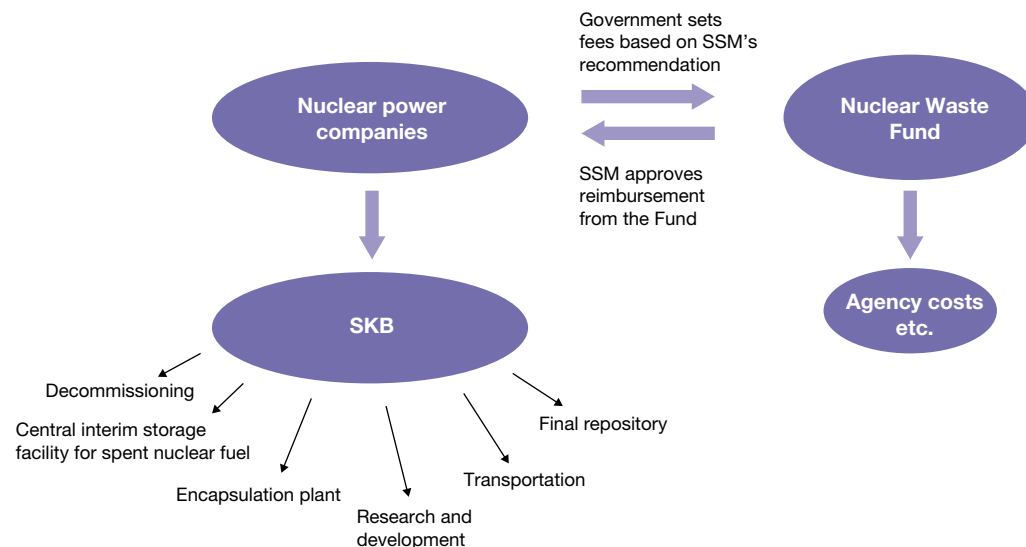 Government sets
fees based on SSM's
recommendation
Nuclear power
companies
Nuclear Waste
Fund
SSM approves
reimbursement
from the Fund
SKB
Agency costs
etc.
Decommissioning
Central interim storage
facility for spent nuclear fuel
Encapsulation plant
Research and
development
Transportation
Final repository